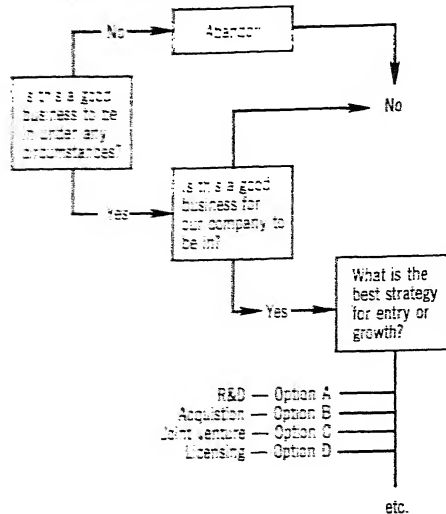 No
Abandon
Is this a good
business to be
in under any
circumstances?
No
Yes
Is this a good
business for
our company to
be in?
Yes
What is the
best strategy
for entry or
growth?
R&D — Option A
Acquistion — Option B
Joint venture — Option C
Licensing — Option D
etc.